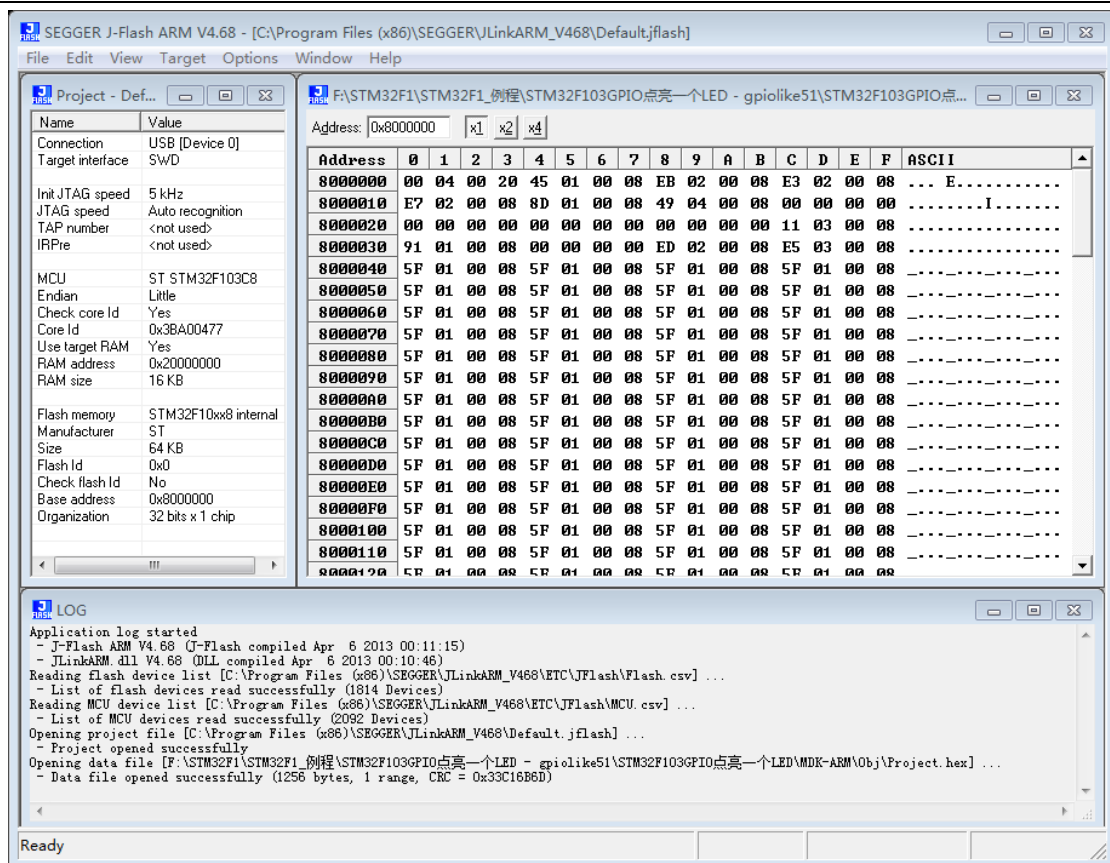 SEGGER J-Flash ARM V4.68 - [C:\Program Files (x86)\SEGGER\JLinkARM_V468\Default.jflash]
File Edit View Target Options Window Help
Project - Def...
Name Value
Connection USB [Device 0]
Target interface SWD
Init JTAG speed 5 kHz
JTAG speed Auto recognition
TAP number <not used>
IRPre <not used>
MCU ST STM32F103C8
Endian Little
Check core Id Yes
Core Id 0x3BA00477
Use target RAM Yes
RAM address 0x20000000
RAM size 16 KB
Flash memory STM32F10xx8 internal
Manufacturer ST
Size 64 KB
Flash Id 0x0
Check flash Id No
Base address 0x8000000
Organization 32 bits x 1 chip
F:\STM32F1\STM32F1_例程\STM32F103GPIO点亮一个LED - gpiolike51\STM32F103GPIO点...
Address: 0x8000000 x1 x2 x4
Address 0 1 2 3 4 5 6 7 8 9 A B C D E F ASCII
8000000 00 04 00 20 45 01 00 08 EB 02 00 08 E3 02 00 08 ... E...........
8000010 E7 02 00 08 8D 01 00 08 49 04 00 08 00 00 00 00 ........I.......
8000020 00 00 00 00 00 00 00 00 00 00 00 00 11 03 00 08 ................
8000030 91 01 00 08 00 00 00 00 ED 02 00 08 E5 03 00 08 ................
8000040 5F 01 00 08 5F 01 00 08 5F 01 00 08 5F 01 00 08 _..._..._..._...
8000050 5F 01 00 08 5F 01 00 08 5F 01 00 08 5F 01 00 08 _..._..._..._...
8000060 5F 01 00 08 5F 01 00 08 5F 01 00 08 5F 01 00 08 _..._..._..._...
8000070 5F 01 00 08 5F 01 00 08 5F 01 00 08 5F 01 00 08 _..._..._..._...
8000080 5F 01 00 08 5F 01 00 08 5F 01 00 08 5F 01 00 08 _..._..._..._...
8000090 5F 01 00 08 5F 01 00 08 5F 01 00 08 5F 01 00 08 _..._..._..._...
80000A0 5F 01 00 08 5F 01 00 08 5F 01 00 08 5F 01 00 08 _..._..._..._...
80000B0 5F 01 00 08 5F 01 00 08 5F 01 00 08 5F 01 00 08 _..._..._..._...
80000C0 5F 01 00 08 5F 01 00 08 5F 01 00 08 5F 01 00 08 _..._..._..._...
80000D0 5F 01 00 08 5F 01 00 08 5F 01 00 08 5F 01 00 08 _..._..._..._...
80000E0 5F 01 00 08 5F 01 00 08 5F 01 00 08 5F 01 00 08 _..._..._..._...
80000F0 5F 01 00 08 5F 01 00 08 5F 01 00 08 5F 01 00 08 _..._..._..._...
8000100 5F 01 00 08 5F 01 00 08 5F 01 00 08 5F 01 00 08 _..._..._..._...
8000110 5F 01 00 08 5F 01 00 08 5F 01 00 08 5F 01 00 08 _..._..._..._...
8000120 5F 01 00 08 5F 01 00 08 5F 01 00 08 5F 01 00 08
LOG
Application log started
- J-Flash ARM V4.68 (J-Flash compiled Apr 6 2013 00:11:15)
- JLinkARM.dll V4.68 (DLL compiled Apr 6 2013 00:10:46)
Reading flash device list [C:\Program Files (x86)\SEGGER\JLinkARM_V468\ETC\JFlash\Flash.csv] ...
- List of flash devices read successfully (1814 Devices)
Reading MCU device list [C:\Program Files (x86)\SEGGER\JLinkARM_V468\ETC\JFlash\MCU.csv] ...
- List of MCU devices read successfully (2092 Devices)
Opening project file [C:\Program Files (x86)\SEGGER\JLinkARM_V468\Default.jflash] ...
- Project opened successfully
Opening data file [F:\STM32F1\STM32F1_例程\STM32F103GPIO点亮一个LED - gpiolike51\STM32F103GPIO点亮一个LED\MDK-ARM\Obj\Project.hex] ...
- Data file opened successfully (1256 bytes, 1 range, CRC = 0x33C16B6D)
Ready